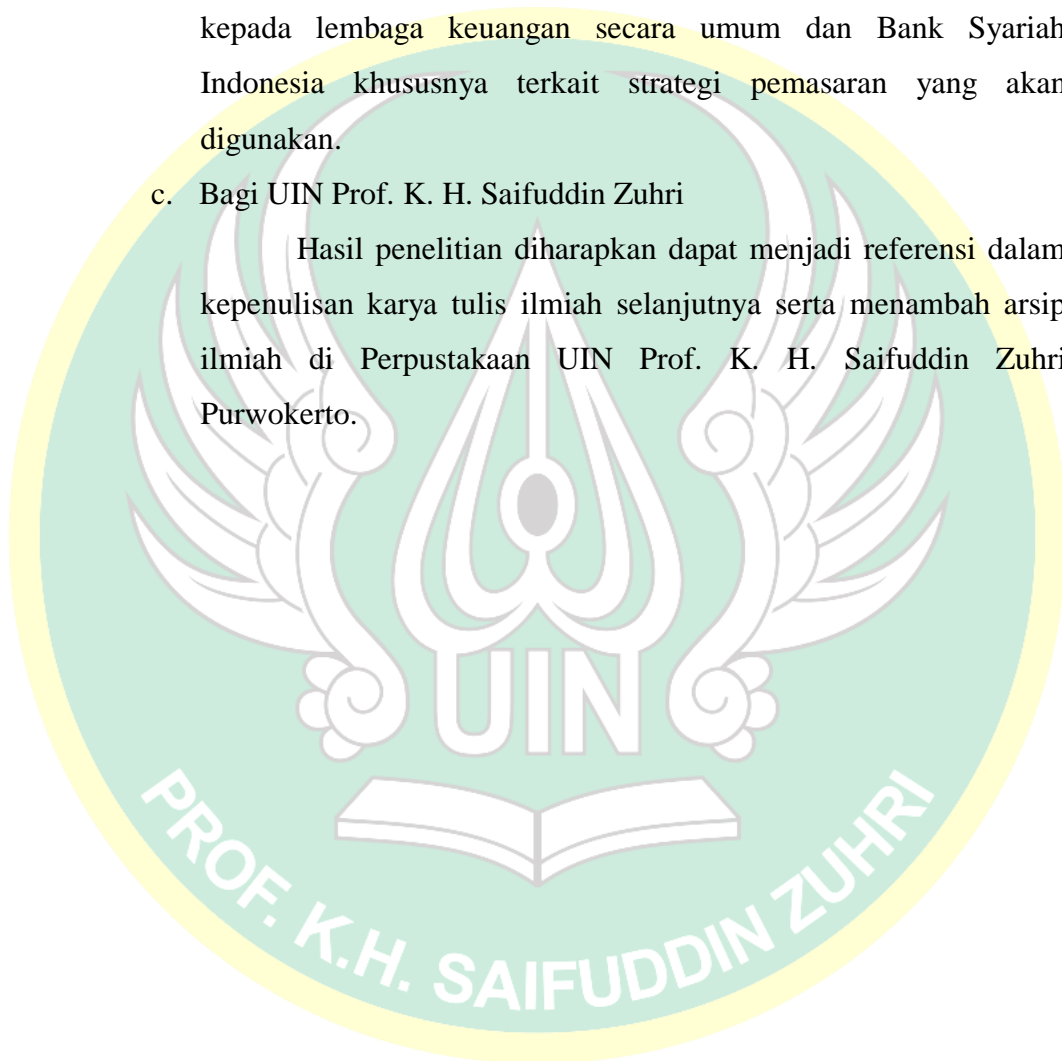 kepada lembaga keuangan secara umum dan Bank Syariah
Indonesia khususnya terkait strategi pemasaran yang akan
digunakan.
c. Bagi UIN Prof. K. H. Saifuddin Zuhri
Hasil penelitian diharapkan dapat menjadi referensi dalam
kepenulisan karya tulis ilmiah selanjutnya serta menambah arsip
ilmiah di Perpustakaan UIN Prof. K. H. Saifuddin Zuhri
Purwokerto.
UIN
PROF. K.H. SAIFUDDIN ZUHRI